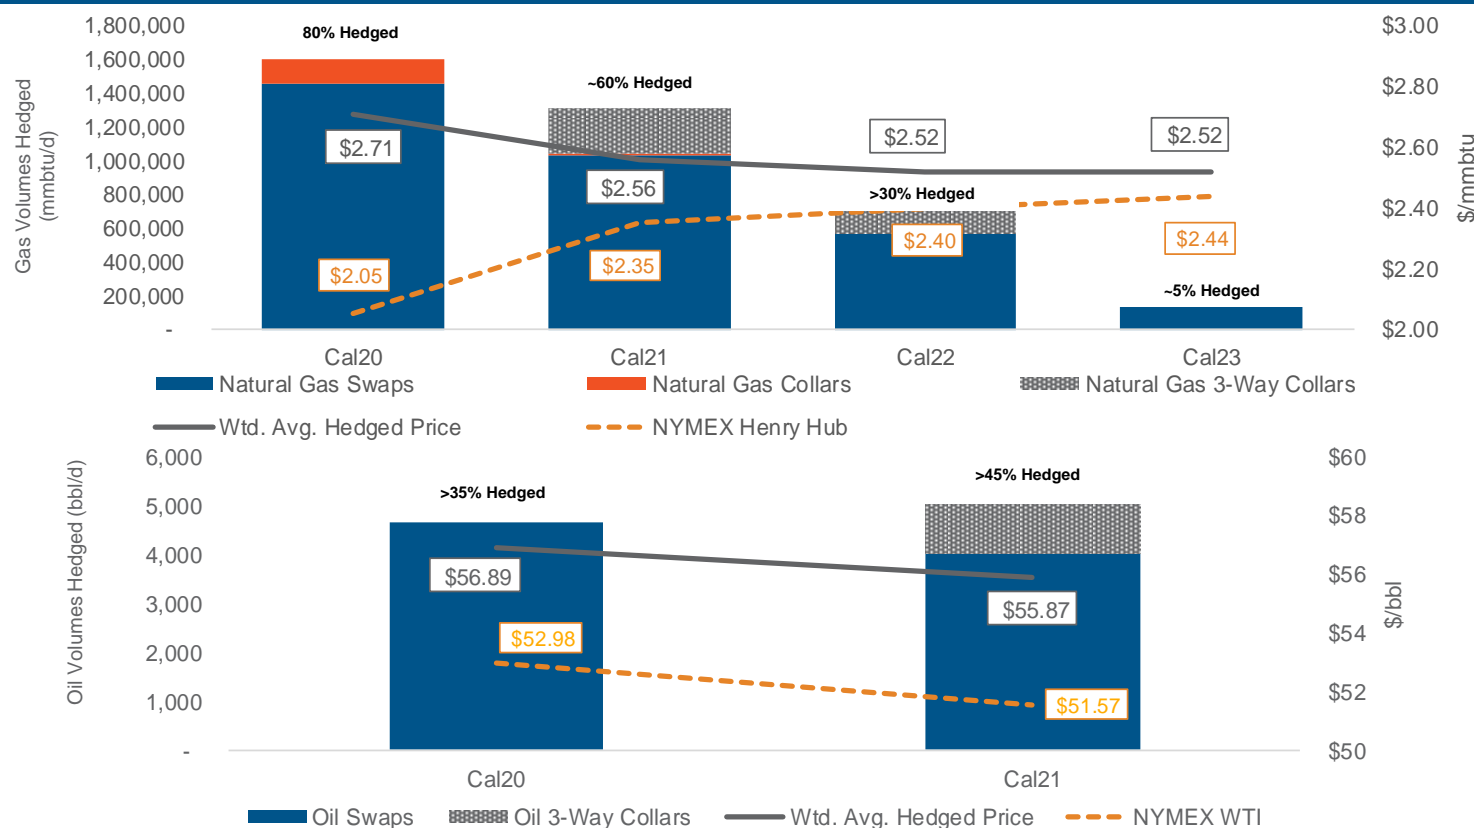 1,800,000
1,600,000
1,400,000
1,200,000
1,000,000
800,000
600,000
400,000
200,000
-
Gas Volumes Hedged
(mmbtu/d)
80% Hedged
~60% Hedged
>30% Hedged
~5% Hedged
$2.71
$2.56
$2.52
$2.52
$2.05
$2.35
$2.40
$2.44
$3.00
$2.80
$2.60
$2.40
$2.20
$2.00
$/mmbtu
Cal20 Cal21 Cal22 Cal23
Natural Gas Swaps Natural Gas Collars Natural Gas 3-Way Collars
Wtd. Avg. Hedged Price NYMEX Henry Hub
6,000
5,000
4,000
3,000
2,000
1,000
-
Oil Volumes Hedged (bbl/d)
>35% Hedged
>45% Hedged
$56.89
$55.87
$52.98
$51.57
$60
$58
$56
$54
$52
$50
$/bbl
Cal20 Cal21
Oil Swaps Oil 3-Way Collars Wtd. Avg. Hedged Price NYMEX WTI